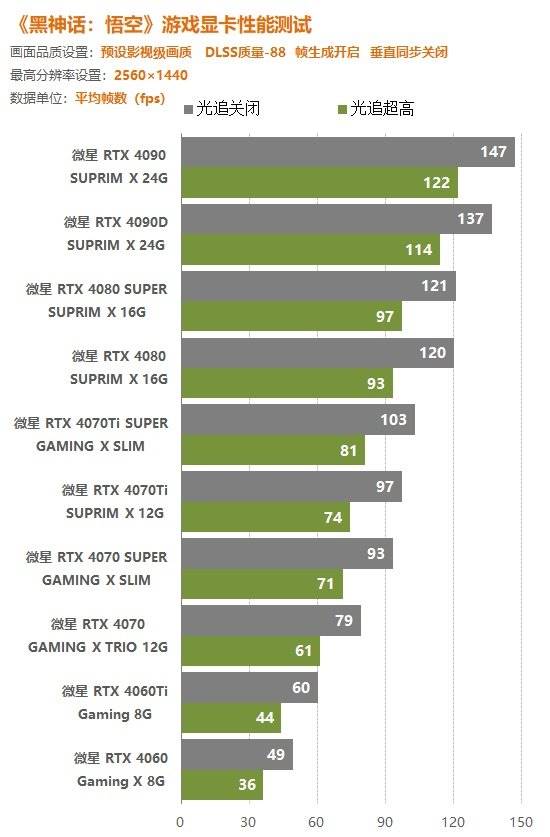 《黑神话：悟空》游戏显卡性能测试
画面品质设置：预设影视级画质 DLSS质量-88 帧生成开启 垂直同步关闭
最高分辨率设置：2560×1440
数据单位：平均帧数（fps）
光追关闭 光追超高
微星 RTX 4090
SUPRIM X 24G
147
122
微星 RTX 4090D
SUPRIM X 24G
137
114
微星 RTX 4080 SUPER
SUPRIM X 16G
121
97
微星 RTX 4080
SUPRIM X 16G
120
93
微星 RTX 4070Ti SUPER
GAMING X SLIM
103
81
微星 RTX 4070Ti
SUPRIM X 12G
97
74
微星 RTX 4070 SUPER
GAMING X SLIM
93
71
微星 RTX 4070
GAMING X TRIO 12G
79
61
微星 RTX 4060Ti
Gaming 8G
60
44
微星 RTX 4060
Gaming X 8G
49
36
0 30 60 90 120 150